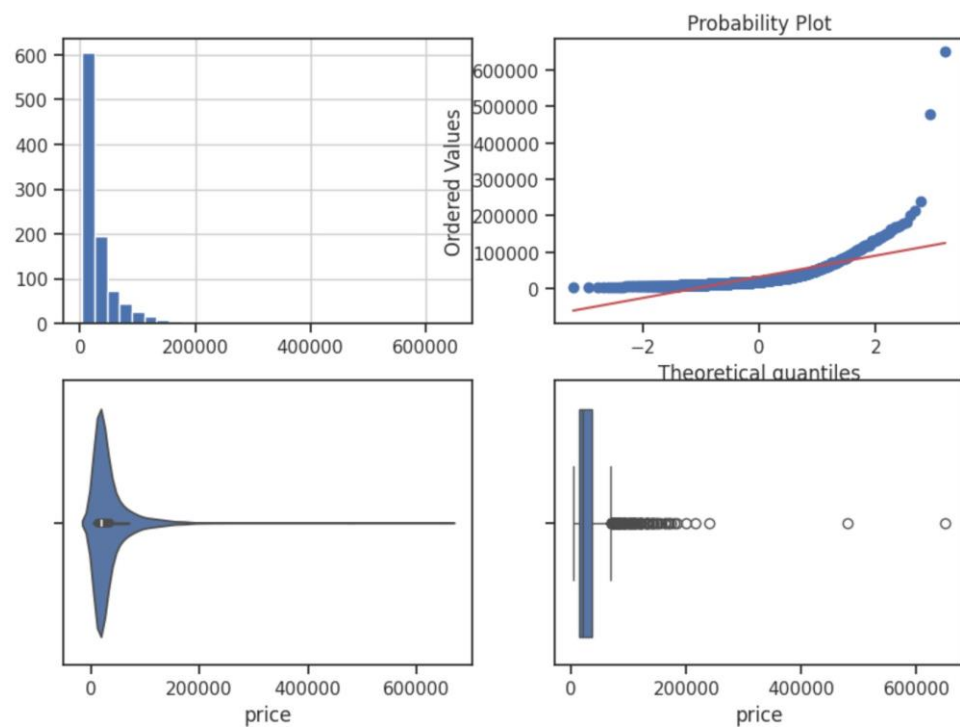 Probability Plot
600
500
400
300
200
100
0
0 200000 400000 600000
Ordered Values
600000
500000
400000
300000
200000
100000
0
−2 0 2
Theoretical quantiles
0 200000 400000 600000
price
0 200000 400000 600000
price